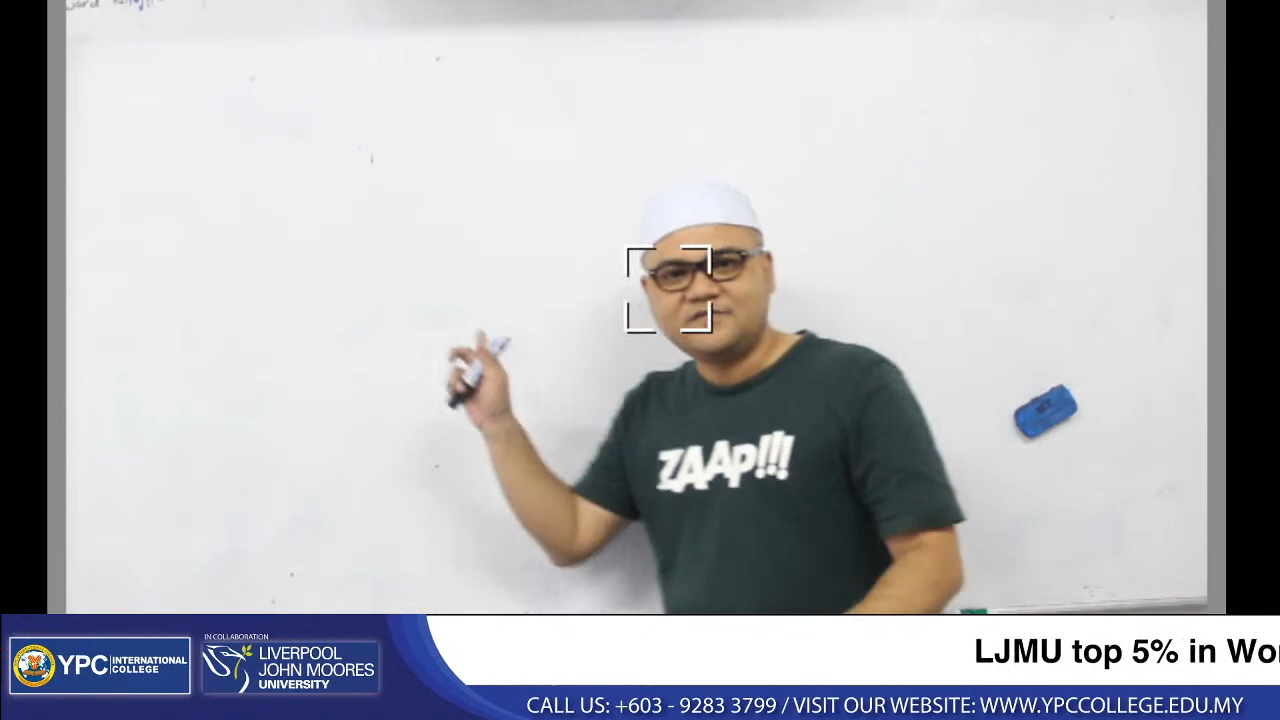 ZAAP!!!
IN COLLABORATION
YPC INTERNATIONAL COLLEGE
LIVERPOOL
JOHN MOORES
UNIVERSITY
LJMU top 5% in
CALL US: +603 - 9283 3799 / VISIT OUR WEBSITE: WWW.YPCCOLLEGE.EDU.MY